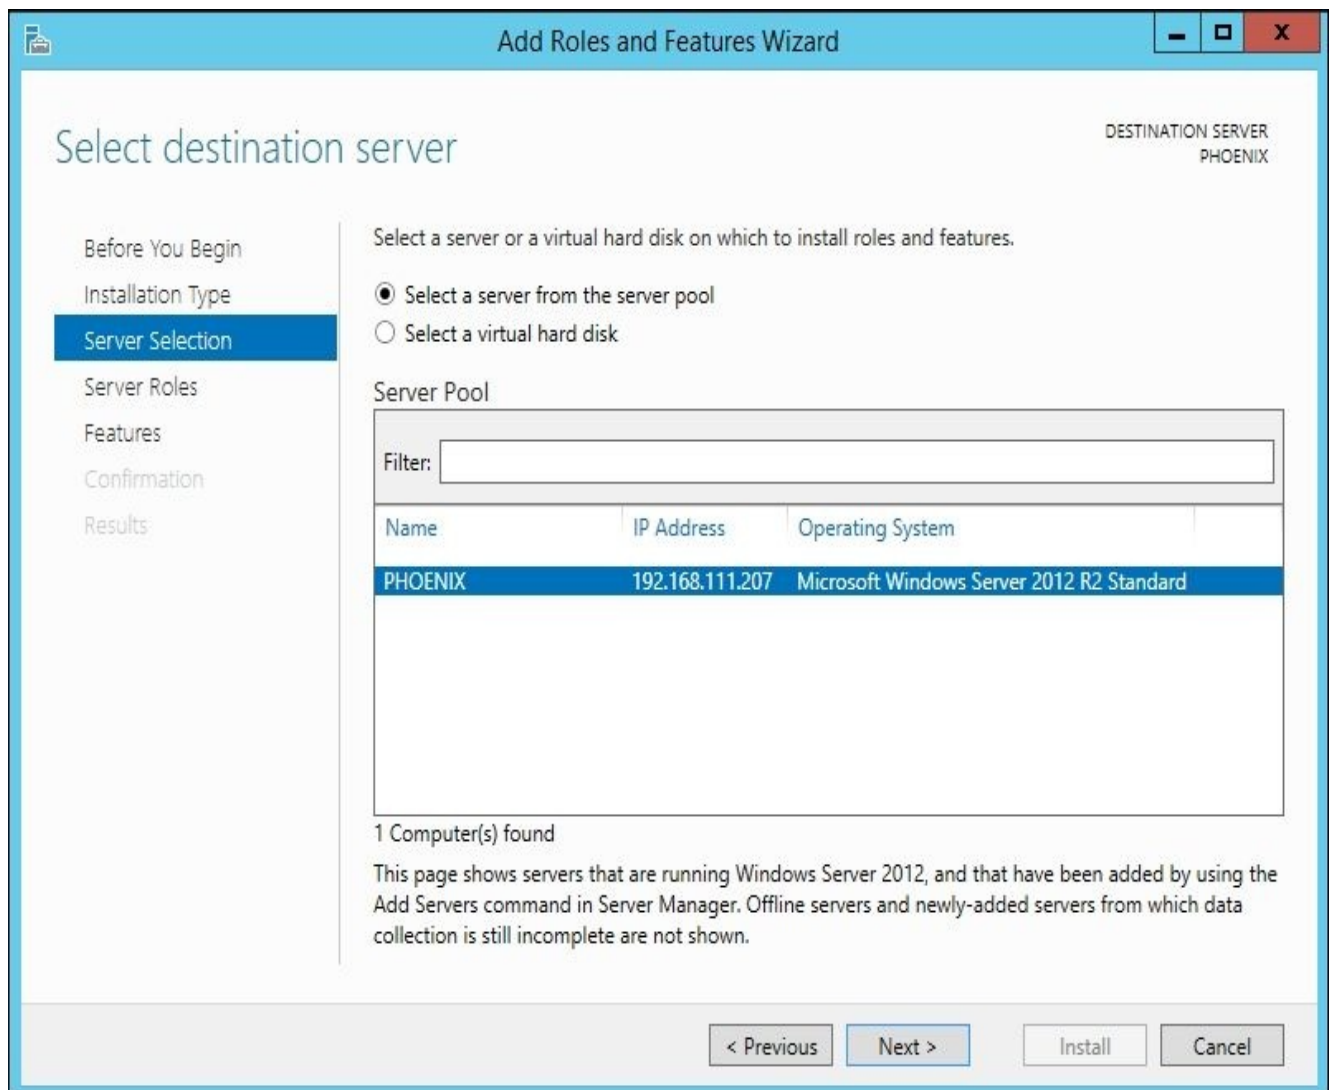 Add Roles and Features Wizard
X
Select destination server
DESTINATION SERVER
PHOENIX
Before You Begin
Installation Type
Server Selection
Server Roles
Features
Confirmation
Results
Select a server or a virtual hard disk on which to install roles and features.
Select a server from the server pool
Select a virtual hard disk
Server Pool
Filter:
Name IP Address Operating System
PHOENIX 192.168.111.207 Microsoft Windows Server 2012 R2 Standard
1 Computer(s) found
This page shows servers that are running Windows Server 2012, and that have been added by using the
Add Servers command in Server Manager. Offline servers and newly-added servers from which data
collection is still incomplete are not shown.
< Previous Next > Install Cancel